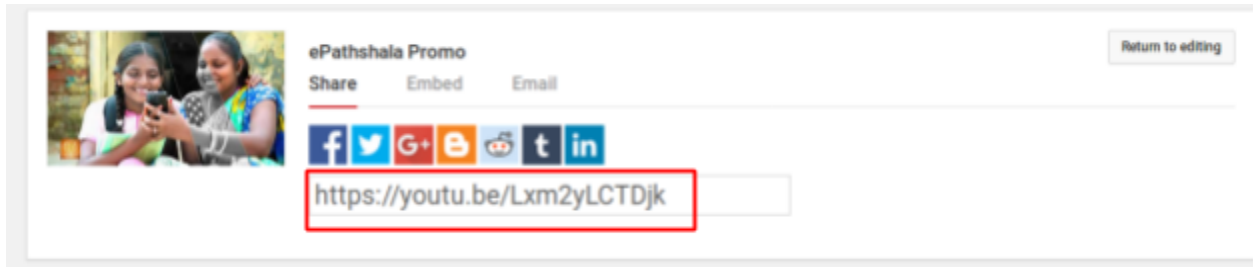 ePathshala Promo
Return to editing
Share Embed Email
https://youtu.be/Lxm2yLCTDjk